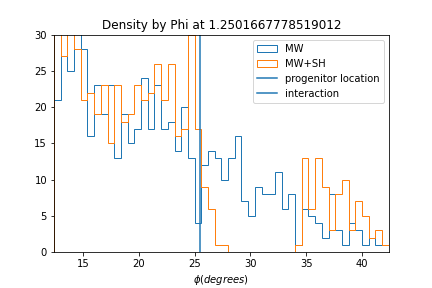 Density by Phi at 1.2501667778519012
MW
MW+SH
progenitor location
interaction
30
25
20
15
10
5
0
15 20 25 30 35 40
ϕ(degrees)